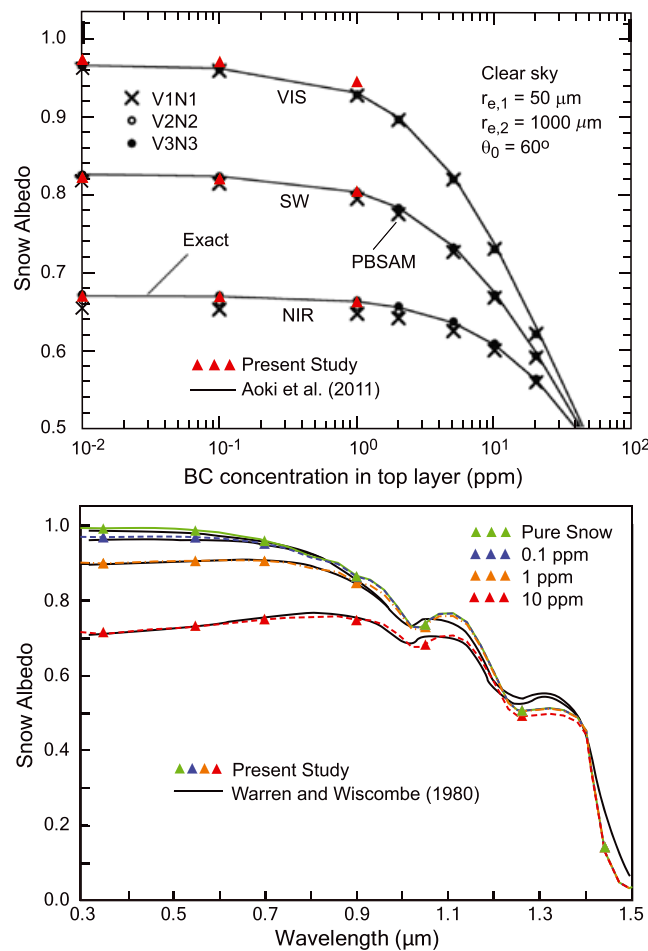 1.0
0.9
0.8
0.7
0.6
0.5
Snow Albedo
VIS
Clear sky
r_e,1 = 50 μm
r_e,2 = 1000 μm
θ_0 = 60º
V1N1
V2N2
V3N3
SW
PBSAM
Exact
NIR
Present Study
Aoki et al. (2011)
10^-2
10^-1
10^0
10^1
10^2
BC concentration in top layer (ppm)
1.0
0.8
0.6
0.4
0.2
0.0
Snow Albedo
Pure Snow
0.1 ppm
1 ppm
10 ppm
Present Study
Warren and Wiscombe (1980)
0.3
0.5
0.7
0.9
1.1
1.3
1.5
Wavelength (μm)